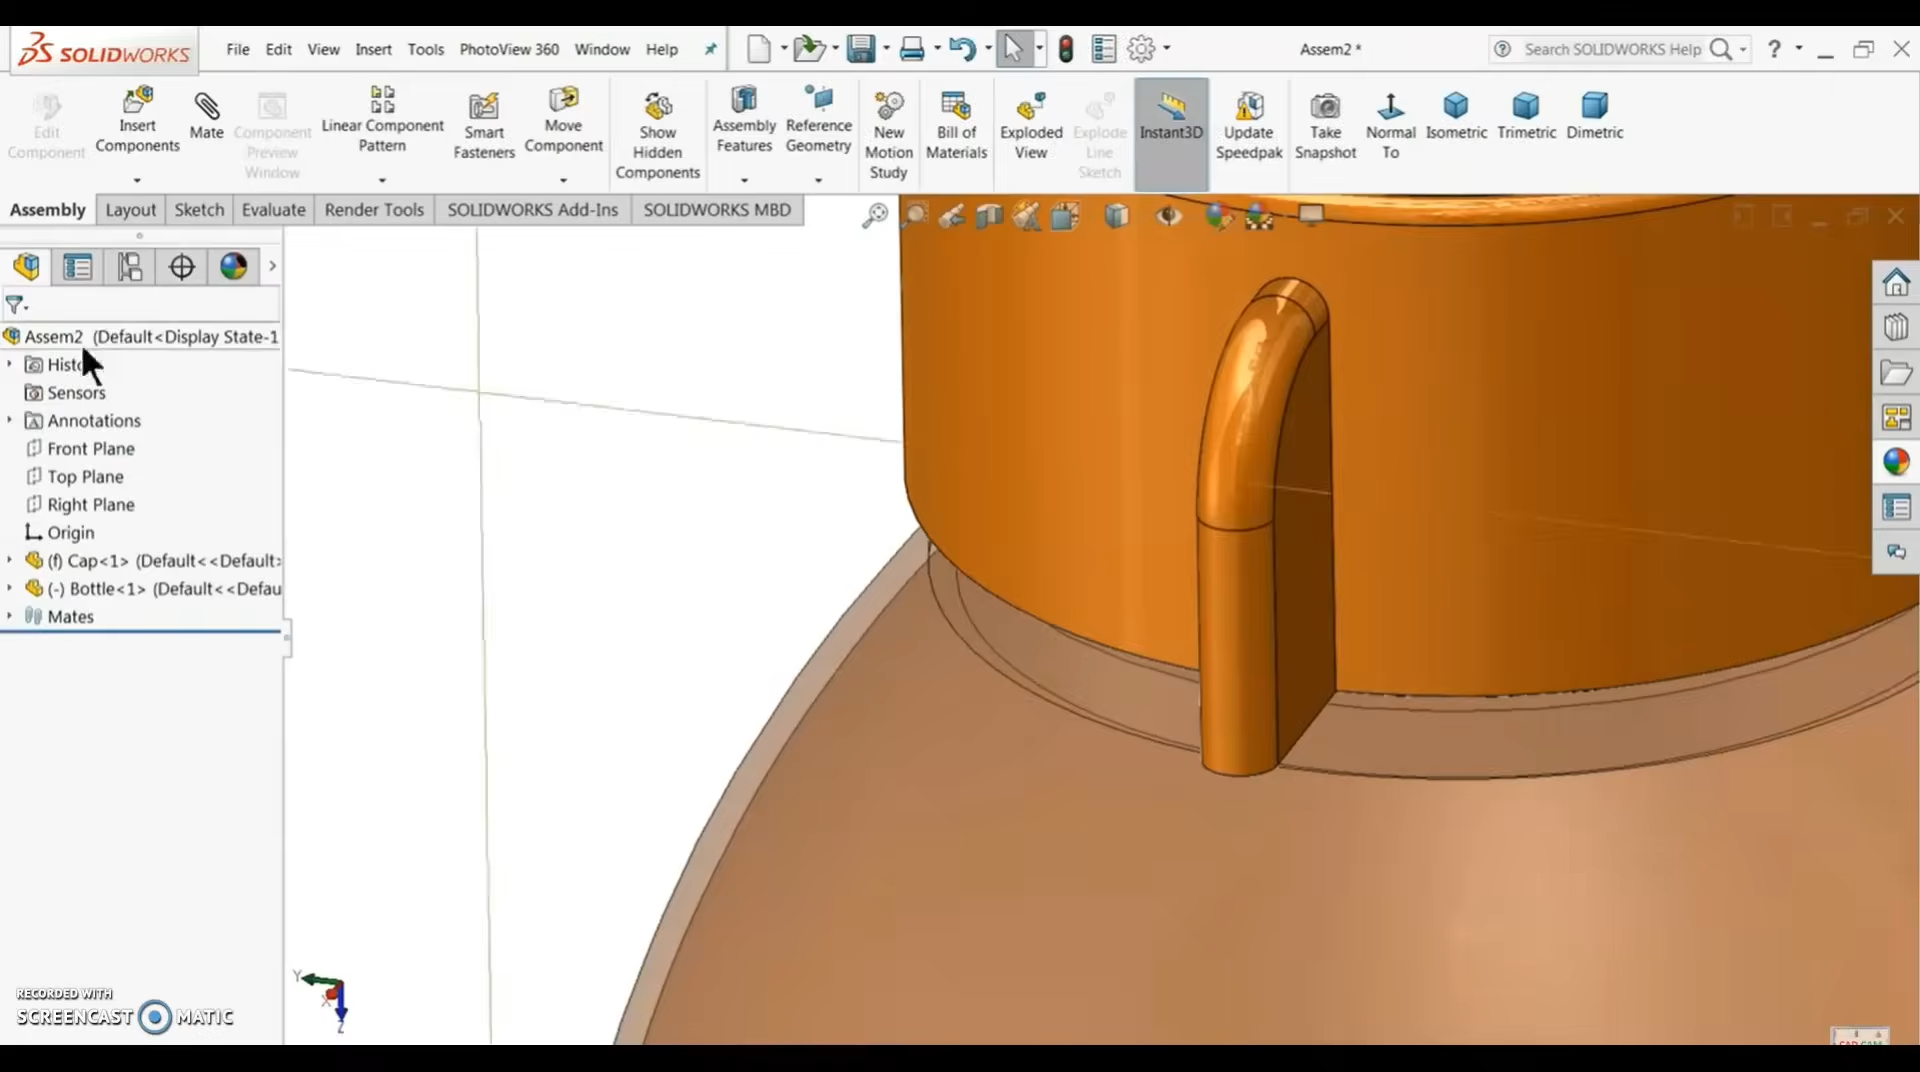 SOLIDWORKS File Edit View Insert Tools PhotoView 360 Window Help Assem2 * Search SOLIDWORKS Help ?
Edit Component
Insert Components
Mate
Component Preview Window
Linear Component Pattern
Smart Fasteners
Move Component
Show Hidden Components
Assembly Features
Reference Geometry
New Motion Study
Bill of Materials
Exploded View
Explode Line Sketch
Instant3D
Update Speedpak
Take Snapshot
Normal To
Isometric
Trimetric
Dimetric
Assembly Layout Sketch Evaluate Render Tools SOLIDWORKS Add-Ins SOLIDWORKS MBD
Assem2 (Default<Display State-1
Sensors
Annotations
Front Plane
Top Plane
Right Plane
Origin
(f) Cap<1> (Default<<Default>
(-) Bottle<1> (Default<<Defau
Mates
Y
X
Z
RECORDED WITH
SCREENCAST MATIC